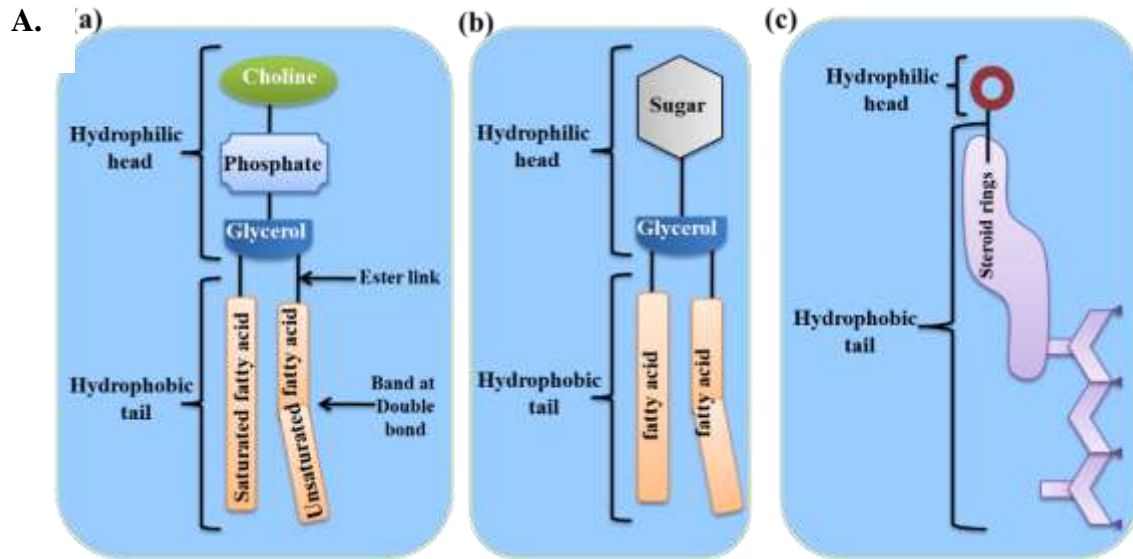 A.
(a)
Choline
Hydrophilic
head
Phosphate
Glycerol
Ester link
Saturated fatty acid
Unsaturated fatty acid
Hydrophobic
tail
Band at
Double
bond
(b)
Sugar
Hydrophilic
head
Glycerol
fatty acid
fatty acid
Hydrophobic
tail
(c)
Hydrophilic
head
Steroid rings
Hydrophobic
tail